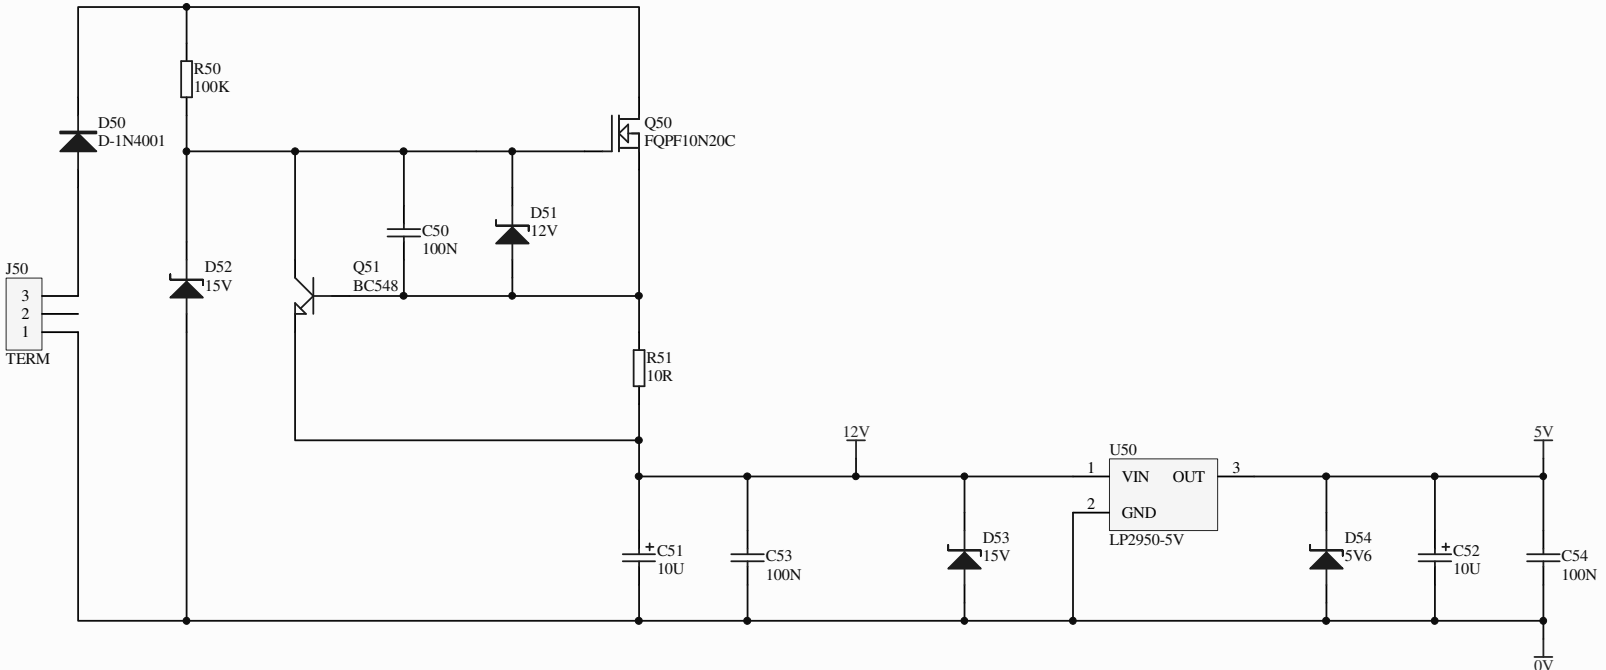 R50
100K
D50
D-1N4001
Q50
FQPF10N20C
D51
12V
C50
100N
D52
15V
Q51
BC548
J50
3
2
1
TERM
R51
10R
12V
5V
U50
1
VIN
OUT
3
2
GND
LP2950-5V
+
C51
10U
C53
100N
D53
15V
D54
5V6
+
C52
10U
C54
100N
0V